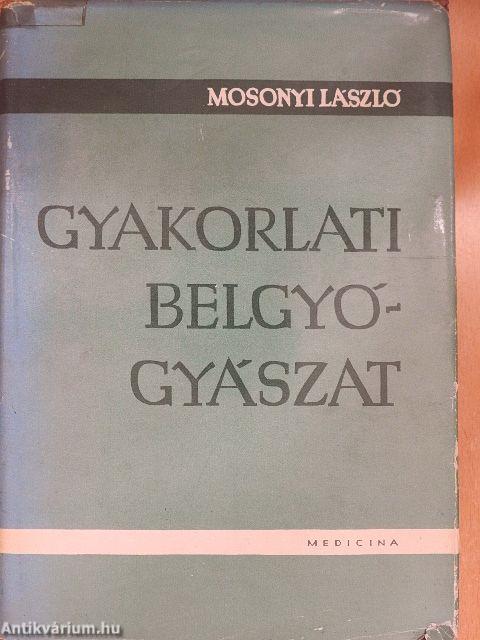 MOSONYI LÁSZLÓ
GYAKORLATI
BELGYÓ-
GYÁSZAT
MEDICINA
Antikvárium.hu